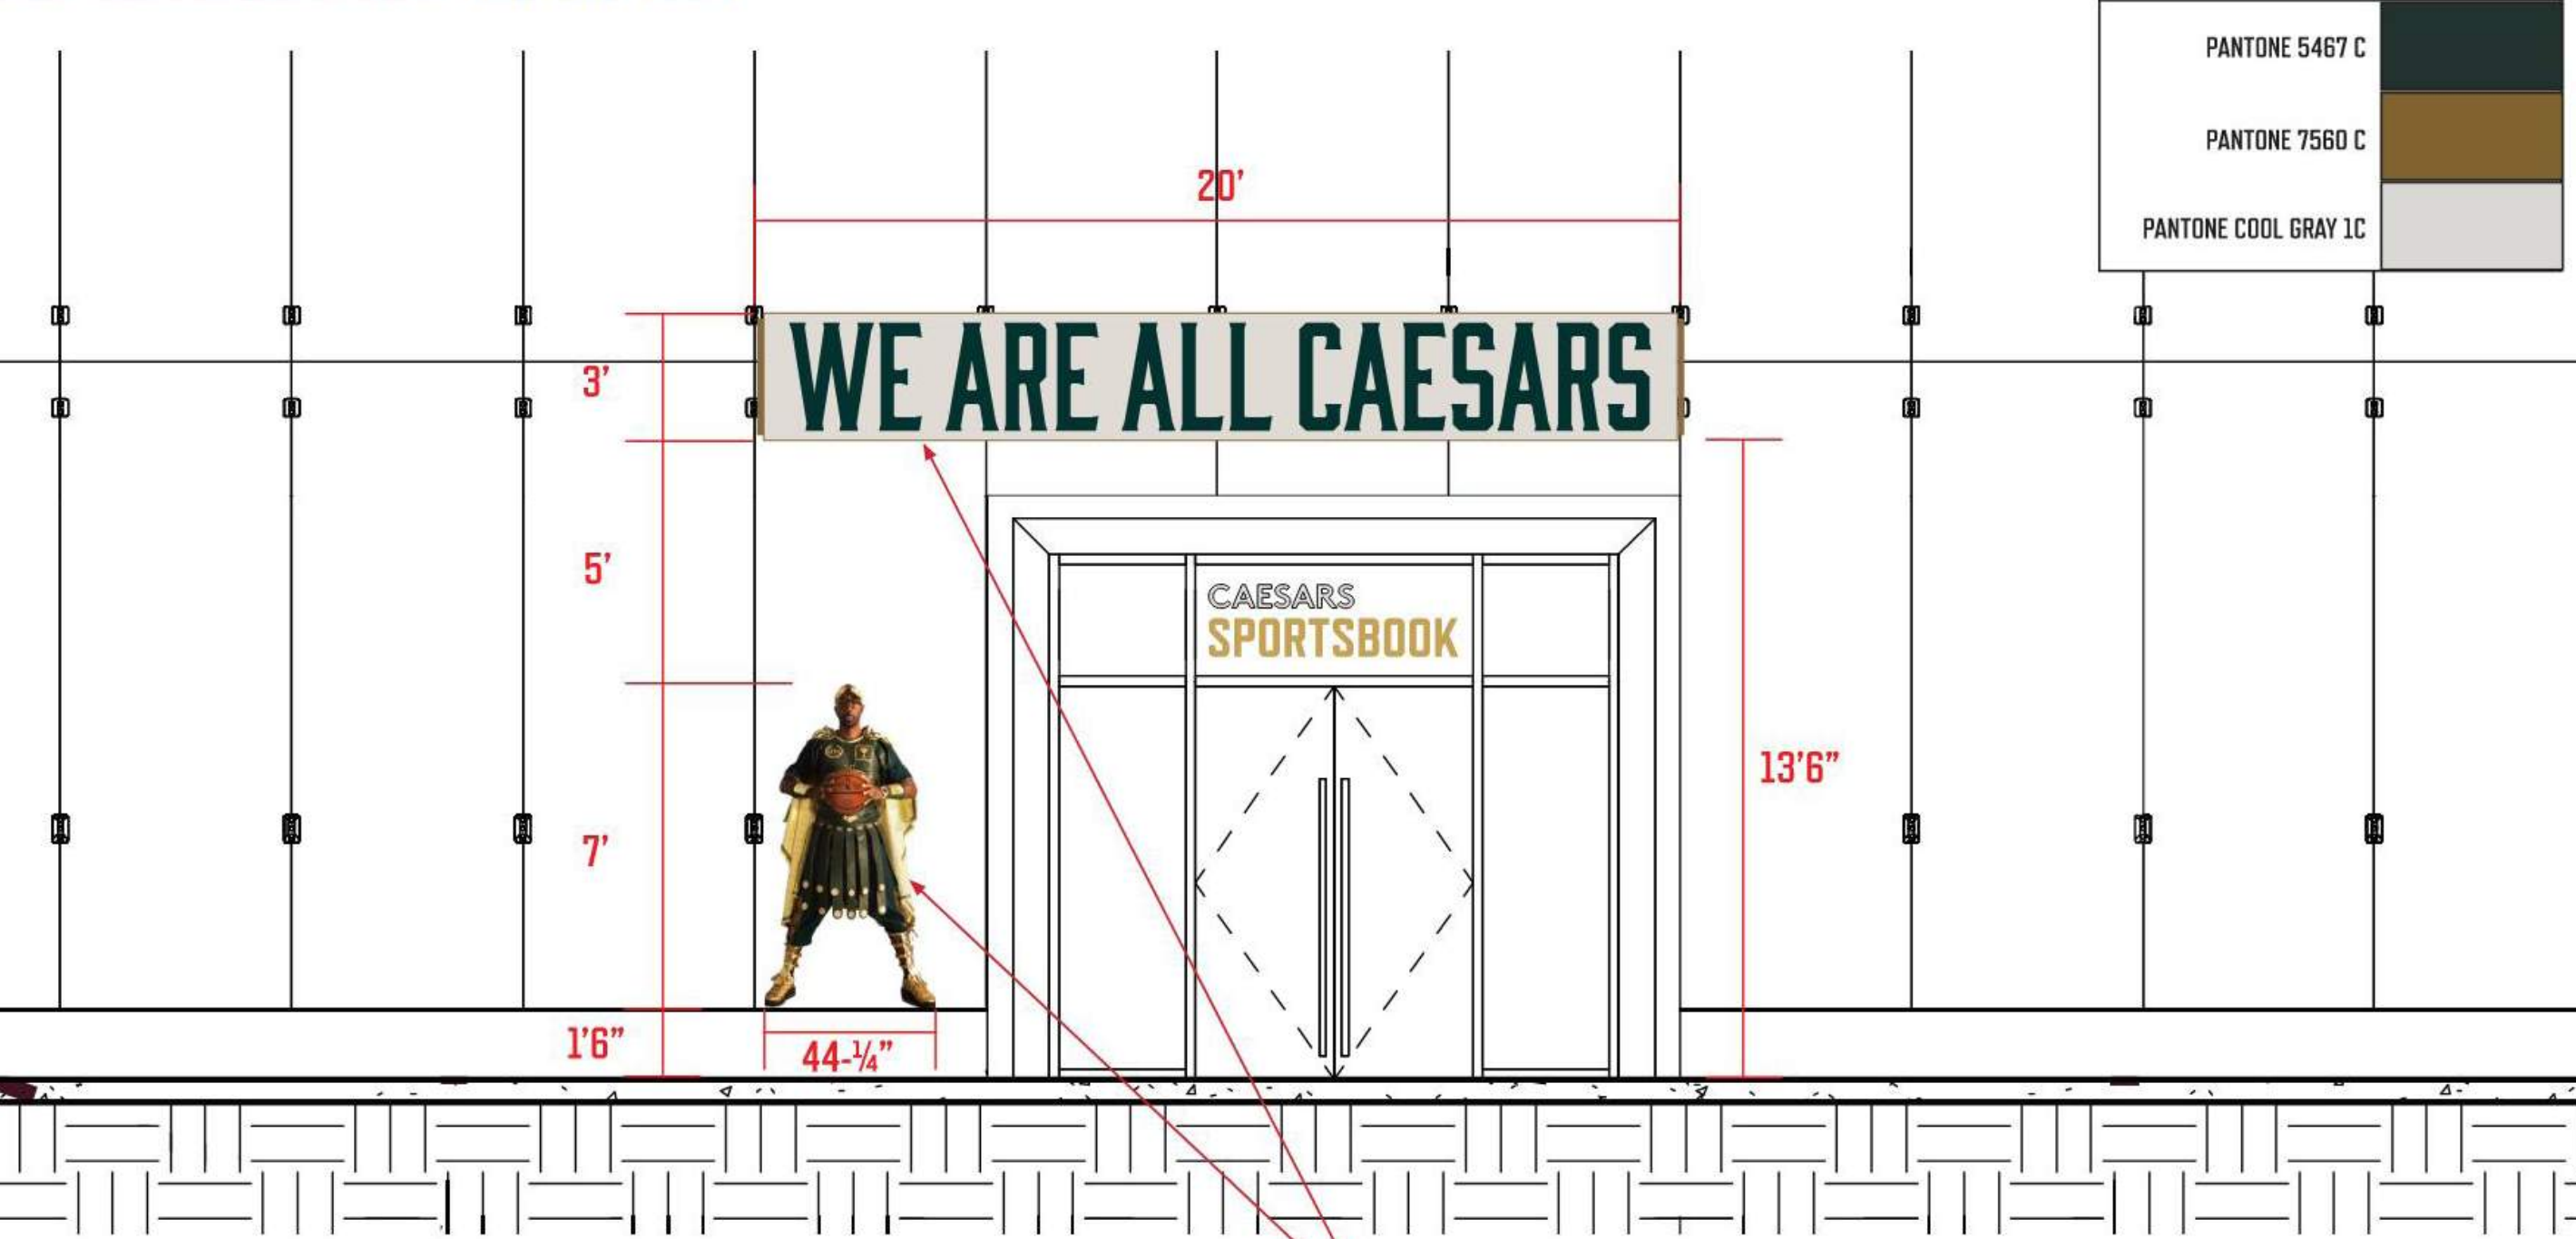 PANTONE 5467 C
PANTONE 7560 C
PANTONE COOL GRAY 1C
20’
3’
WE ARE ALL CAESARS
5’
CAESARS
SPORTSBOOK
13’6”
7’
1’6”
44-¼”